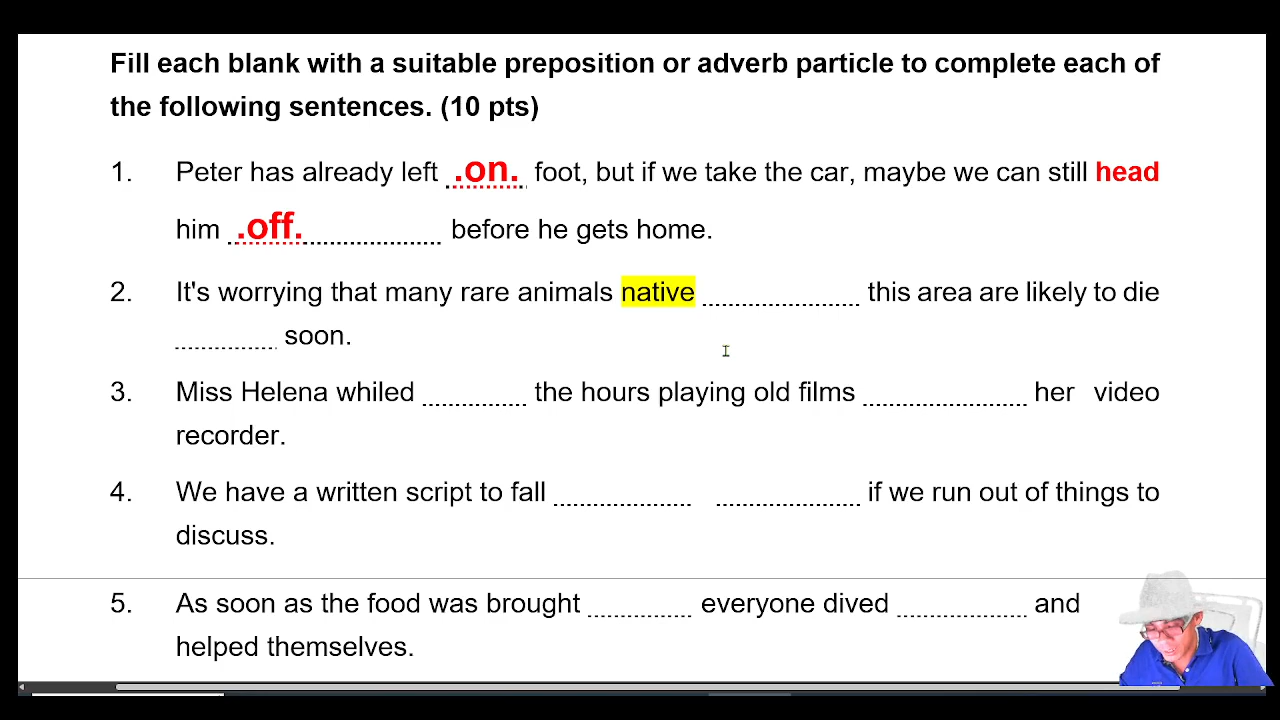 Fill each blank with a suitable preposition or adverb particle to complete each of
the following sentences. (10 pts)
1. Peter has already left .on. foot, but if we take the car, maybe we can still head
him .off. .................... before he gets home.
2. It's worrying that many rare animals native ...................... this area are likely to die
.............. soon.
3. Miss Helena whiled .............. the hours playing old films ...................... her video
recorder.
4. We have a written script to fall .................. .................. if we run out of things to
discuss.
5. As soon as the food was brought .............. everyone dived .................. and
helped themselves.